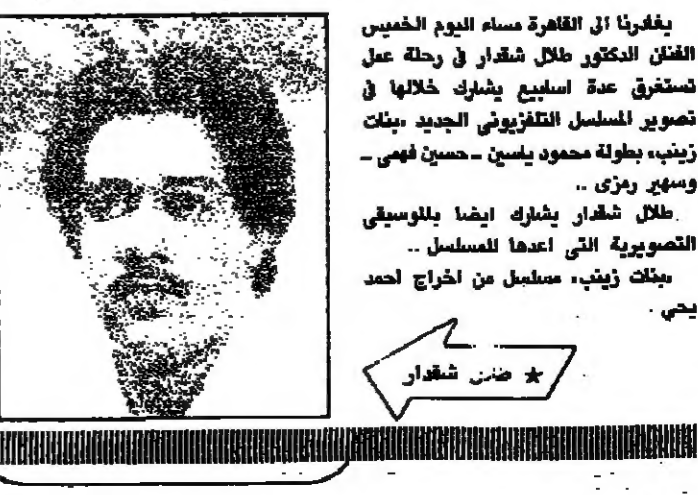 يغادرنا الى القاهرة مساء اليوم الخميس
الفنان الدكتور طلال شقدار في رحلة عمل
تستغرق عدة اسابيع يشارك خلالها في
تصوير المسلسل التلفزيوني الجديد «بنات
زينب» بطولة محمود ياسين ـ حسين فهمي ـ
وسهير رمزى ..
طلال شقدار يشارك ايضا بالموسيقى
التصويرية التى اعدها للمسلسل ..
«بنات زينب» مسلسل من اخراج احمد
يحي .
★ طلال شقدار